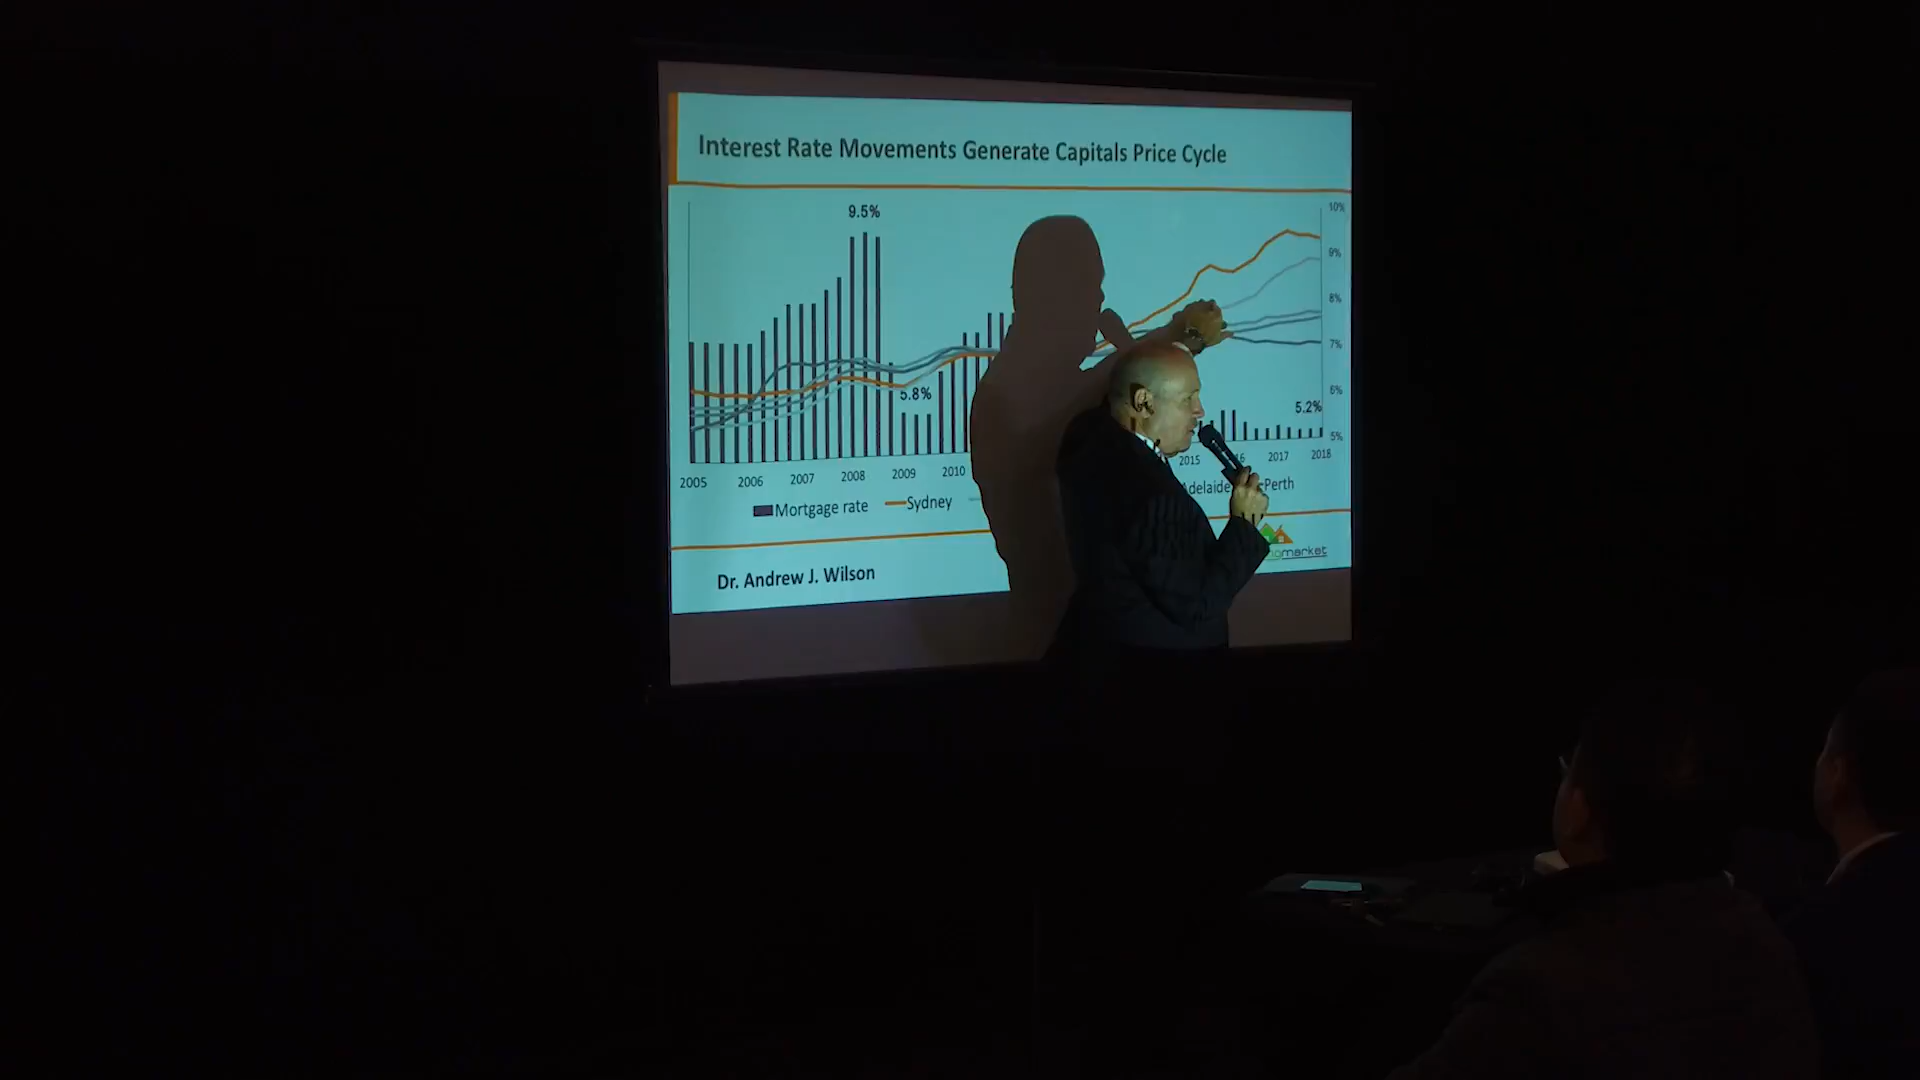 Interest Rate Movements Generate Capitals Price Cycle
9.5%
10%
9%
8%
7%
6%
5.8%
5.2%
5%
2005 2006 2007 2008 2009 2010 2015 2017 2018
Mortgage rate Sydney Adelaide Perth
market
Dr. Andrew J. Wilson